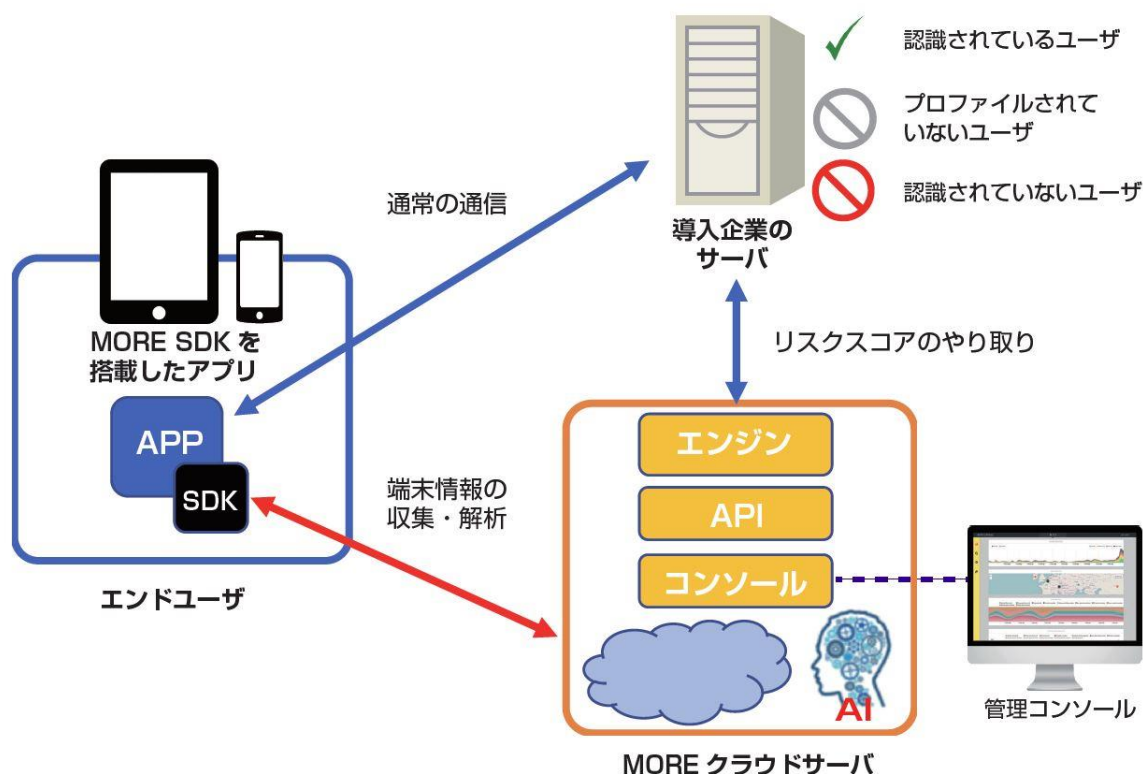 認識されているユーザ
プロファイルされて
いないユーザ
認識されていないユーザ
導入企業の
サーバ
通常の通信
MORE SDK を
搭載したアプリ
APP
SDK
エンドユーザ
リスクスコアのやり取り
端末情報の
収集・解析
エンジン
API
コンソール
AI
MORE クラウドサーバ
管理コンソール